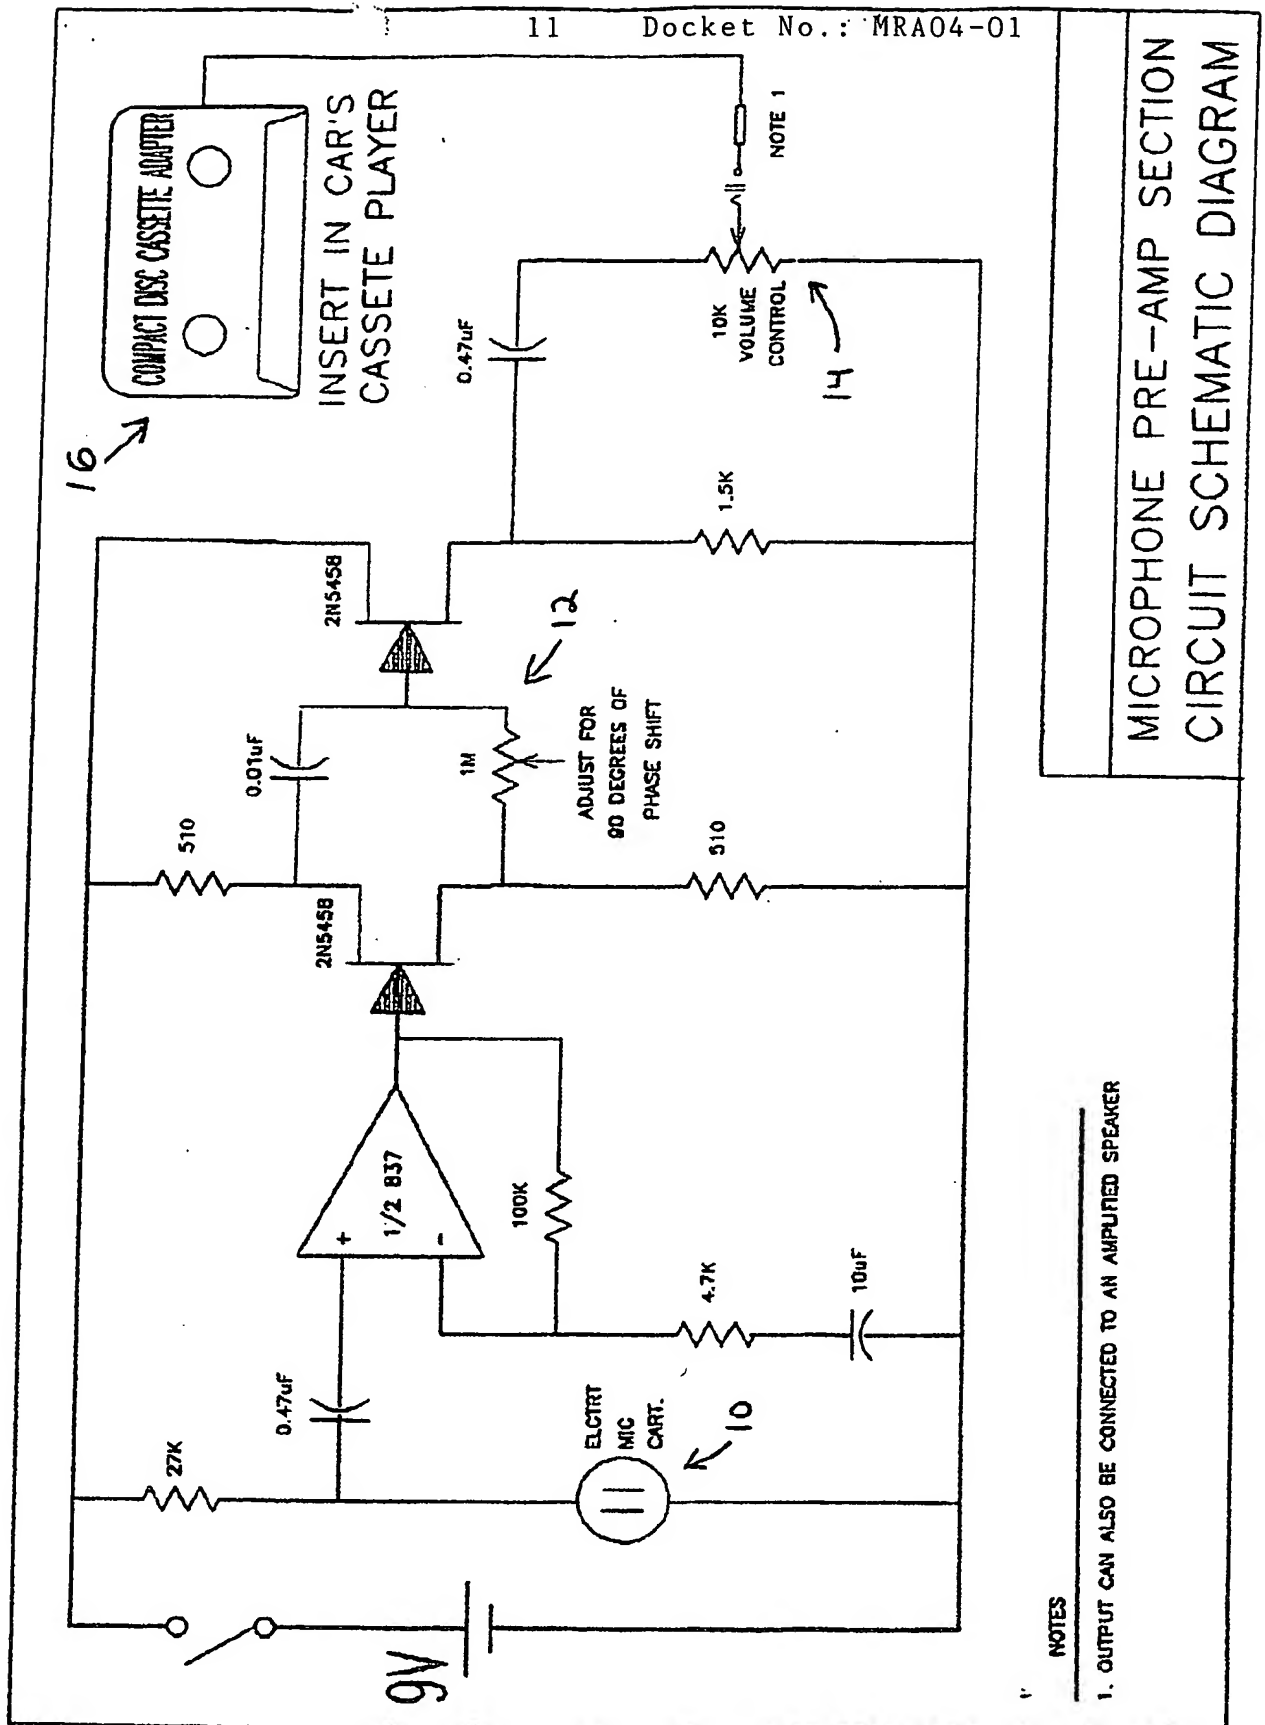 11 Docket No.: MRA04-01
COMPACT DISC CASSETTE ADAPTER
16
INSERT IN CAR'S
CASSETE PLAYER
9V
27K
0.47uF
ELCTRT
MIC
CART.
10
+
-
1/2 837
100K
4.7K
10uF
2N5458
510
510
0.01uF
1M
ADJUST FOR
90 DEGREES OF
PHASE SHIFT
12
2N5458
1.5K
0.47uF
10K
VOLUME
CONTROL
14
NOTE 1
NOTES
1. OUTPUT CAN ALSO BE CONNECTED TO AN AMPLIFIED SPEAKER
MICROPHONE PRE-AMP SECTION
CIRCUIT SCHEMATIC DIAGRAM